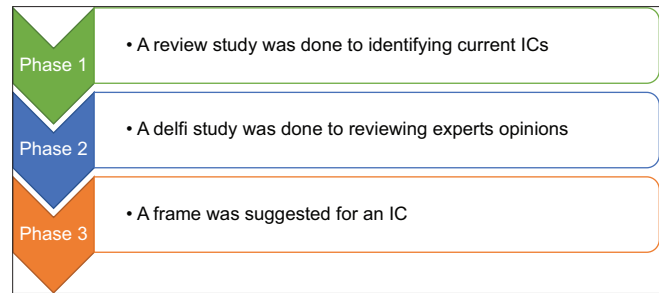 Phase 1
• A review study was done to identifying current ICs
Phase 2
• A delfi study was done to reviewing experts opinions
Phase 3
• A frame was suggested for an IC